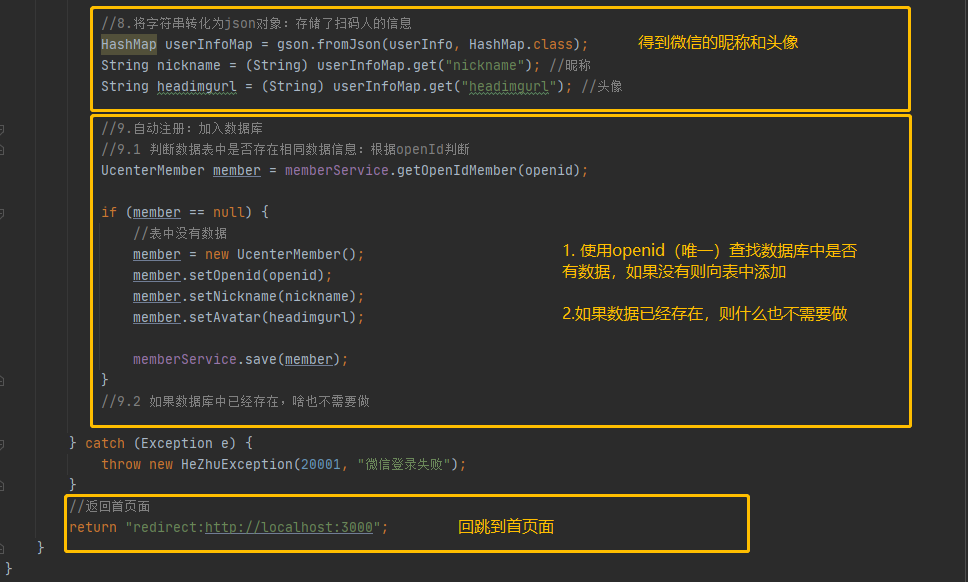 //8.将字符串转化为json对象: 存储了扫码人的信息
HashMap userInfoMap = gson.fromJson(userInfo, HashMap.class);
得到微信的昵称和头像
String nickname = (String) userInfoMap.get("nickname"); //昵称
String headimgurl = (String) userInfoMap.get("headimgurl"); //头像
//9.自动注册: 加入数据库
//9.1 判断数据表中是否存在相同数据信息: 根据openId判断
UcenterMember member = memberService.getOpenIdMember(openid);
if (member == null) {
//表中没有数据
member = new UcenterMember();
member.setOpenid(openid);
member.setNickname(nickname);
member.setAvatar(headimgurl);
memberService.save(member);
}
//9.2 如果数据库中已经存在，啥也不需要做
1. 使用openid（唯一）查找数据库中是否
有数据，如果没有则向表中添加
2.如果数据已经存在，则什么也不需要做
} catch (Exception e) {
throw new HeZhuException(20001, "微信登录失败");
}
//返回首页面
return "redirect:http://localhost:3000";
回跳到首页面
}
}